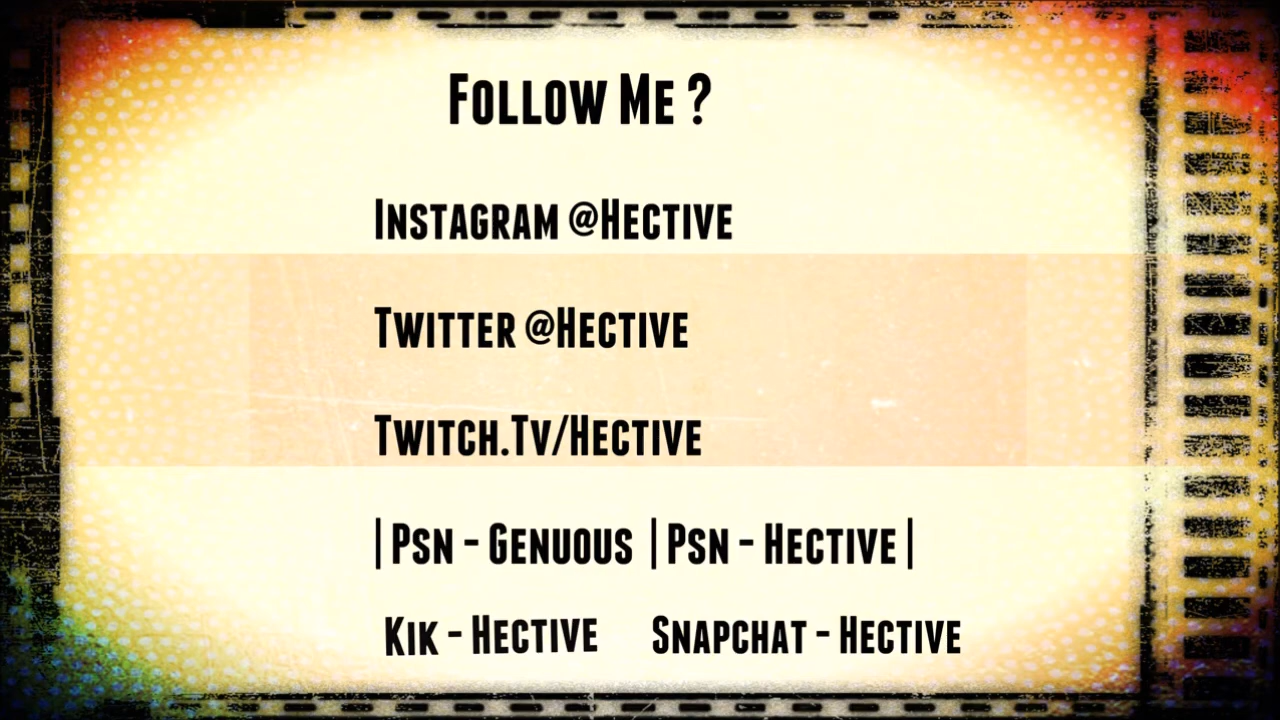 Follow Me ?
Instagram @Hective
Twitter @Hective
Twitch.Tv/Hective
| Psn - Genuous | Psn - Hective |
Kik - Hective Snapchat - Hective